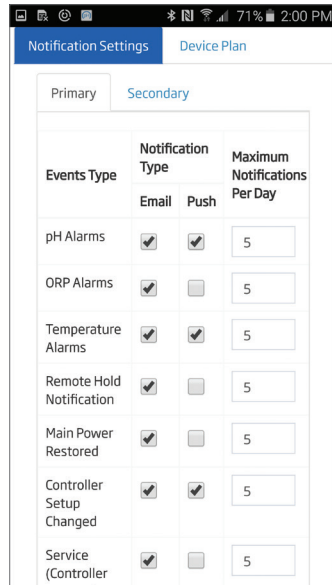 71% 2:00 PM
Notification Settings Device Plan
Primary Secondary
Events Type
Notification
Type
Email Push
Maximum
Notifications
Per Day
pH Alarms 5
ORP Alarms 5
Temperature
Alarms
5
Remote Hold
Notification
5
Main Power
Restored
5
Controller
Setup
Changed
5
Service
(Controller
5